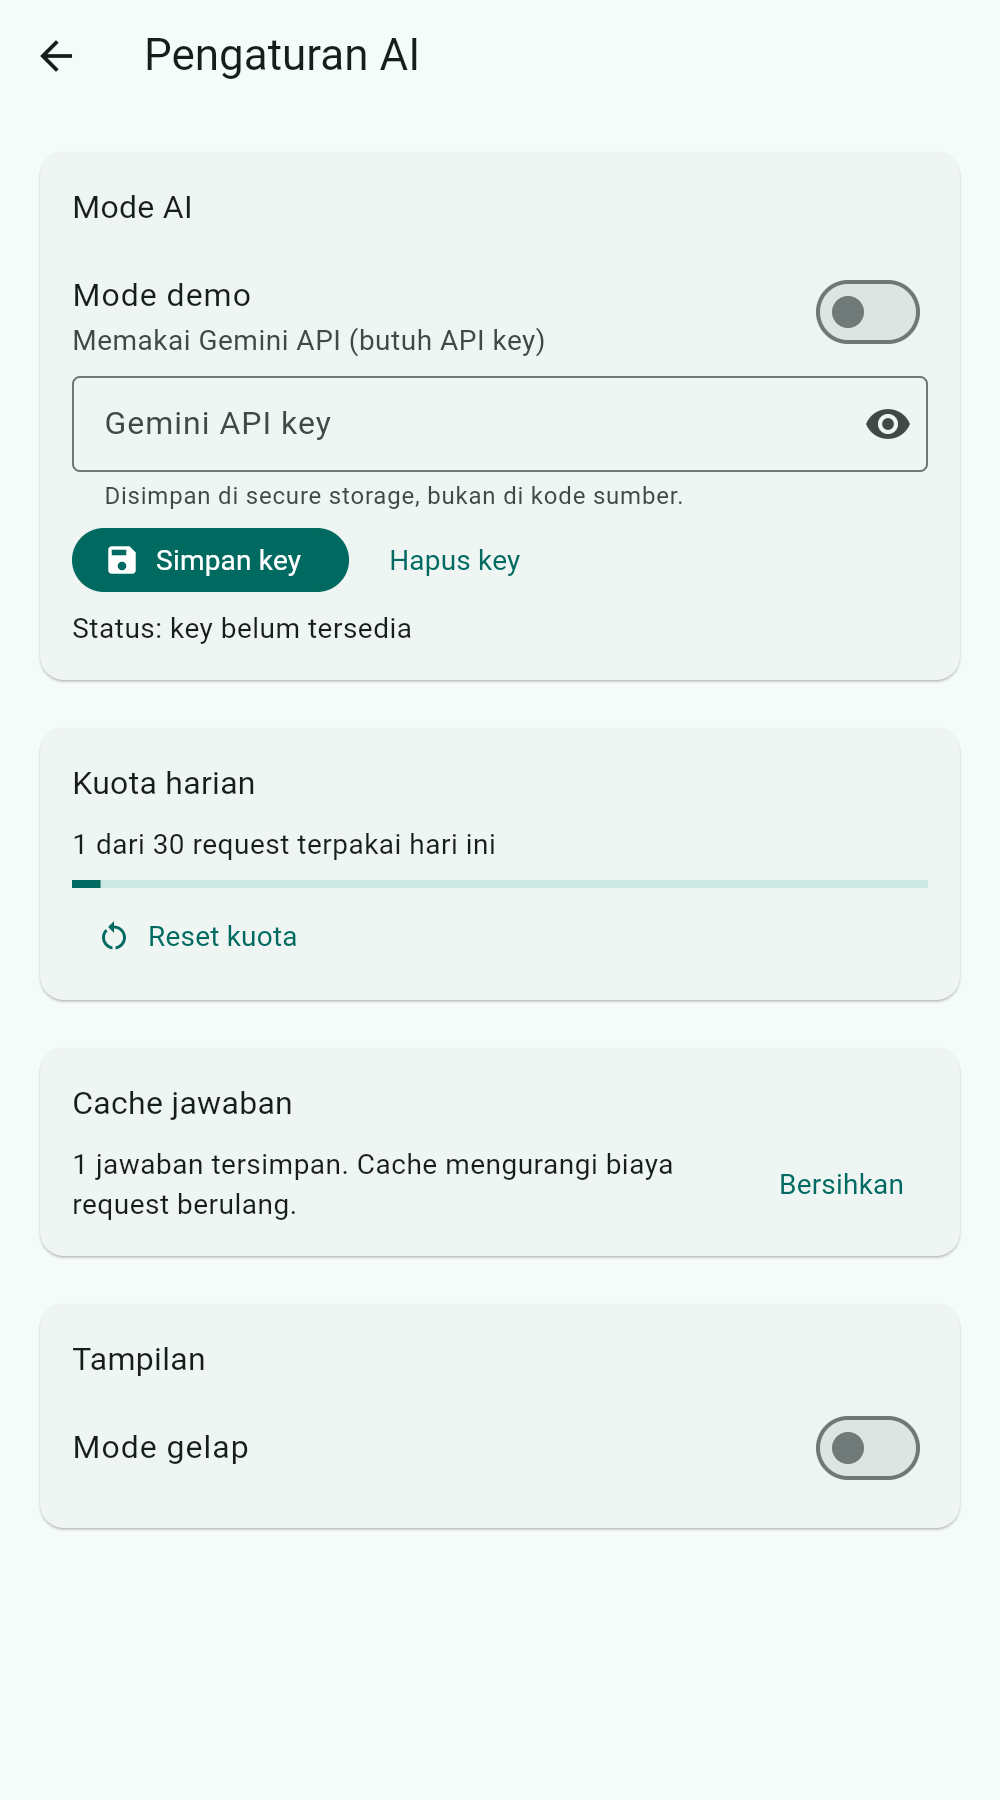 Pengaturan AI
Mode AI
Mode demo
Memakai Gemini API (butuh API key)
Gemini API key
Disimpan di secure storage, bukan di kode sumber.
Simpan key
Hapus key
Status: key belum tersedia
Kuota harian
1 dari 30 request terpakai hari ini
Reset kuota
Cache jawaban
1 jawaban tersimpan. Cache mengurangi biaya
request berulang.
Bersihkan
Tampilan
Mode gelap